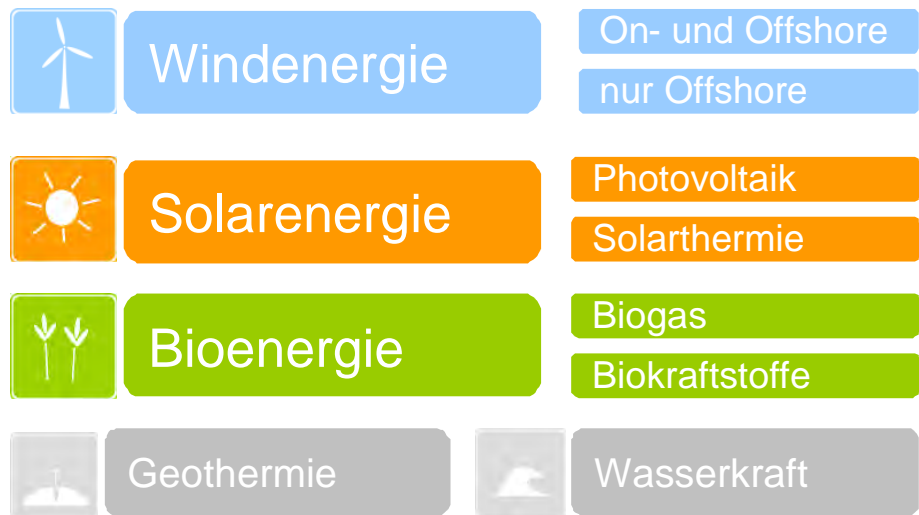 Windenergie
On- und Offshore
nur Offshore
Solarenergie
Photovoltaik
Solarthermie
Bioenergie
Biogas
Biokraftstoffe
Geothermie
Wasserkraft